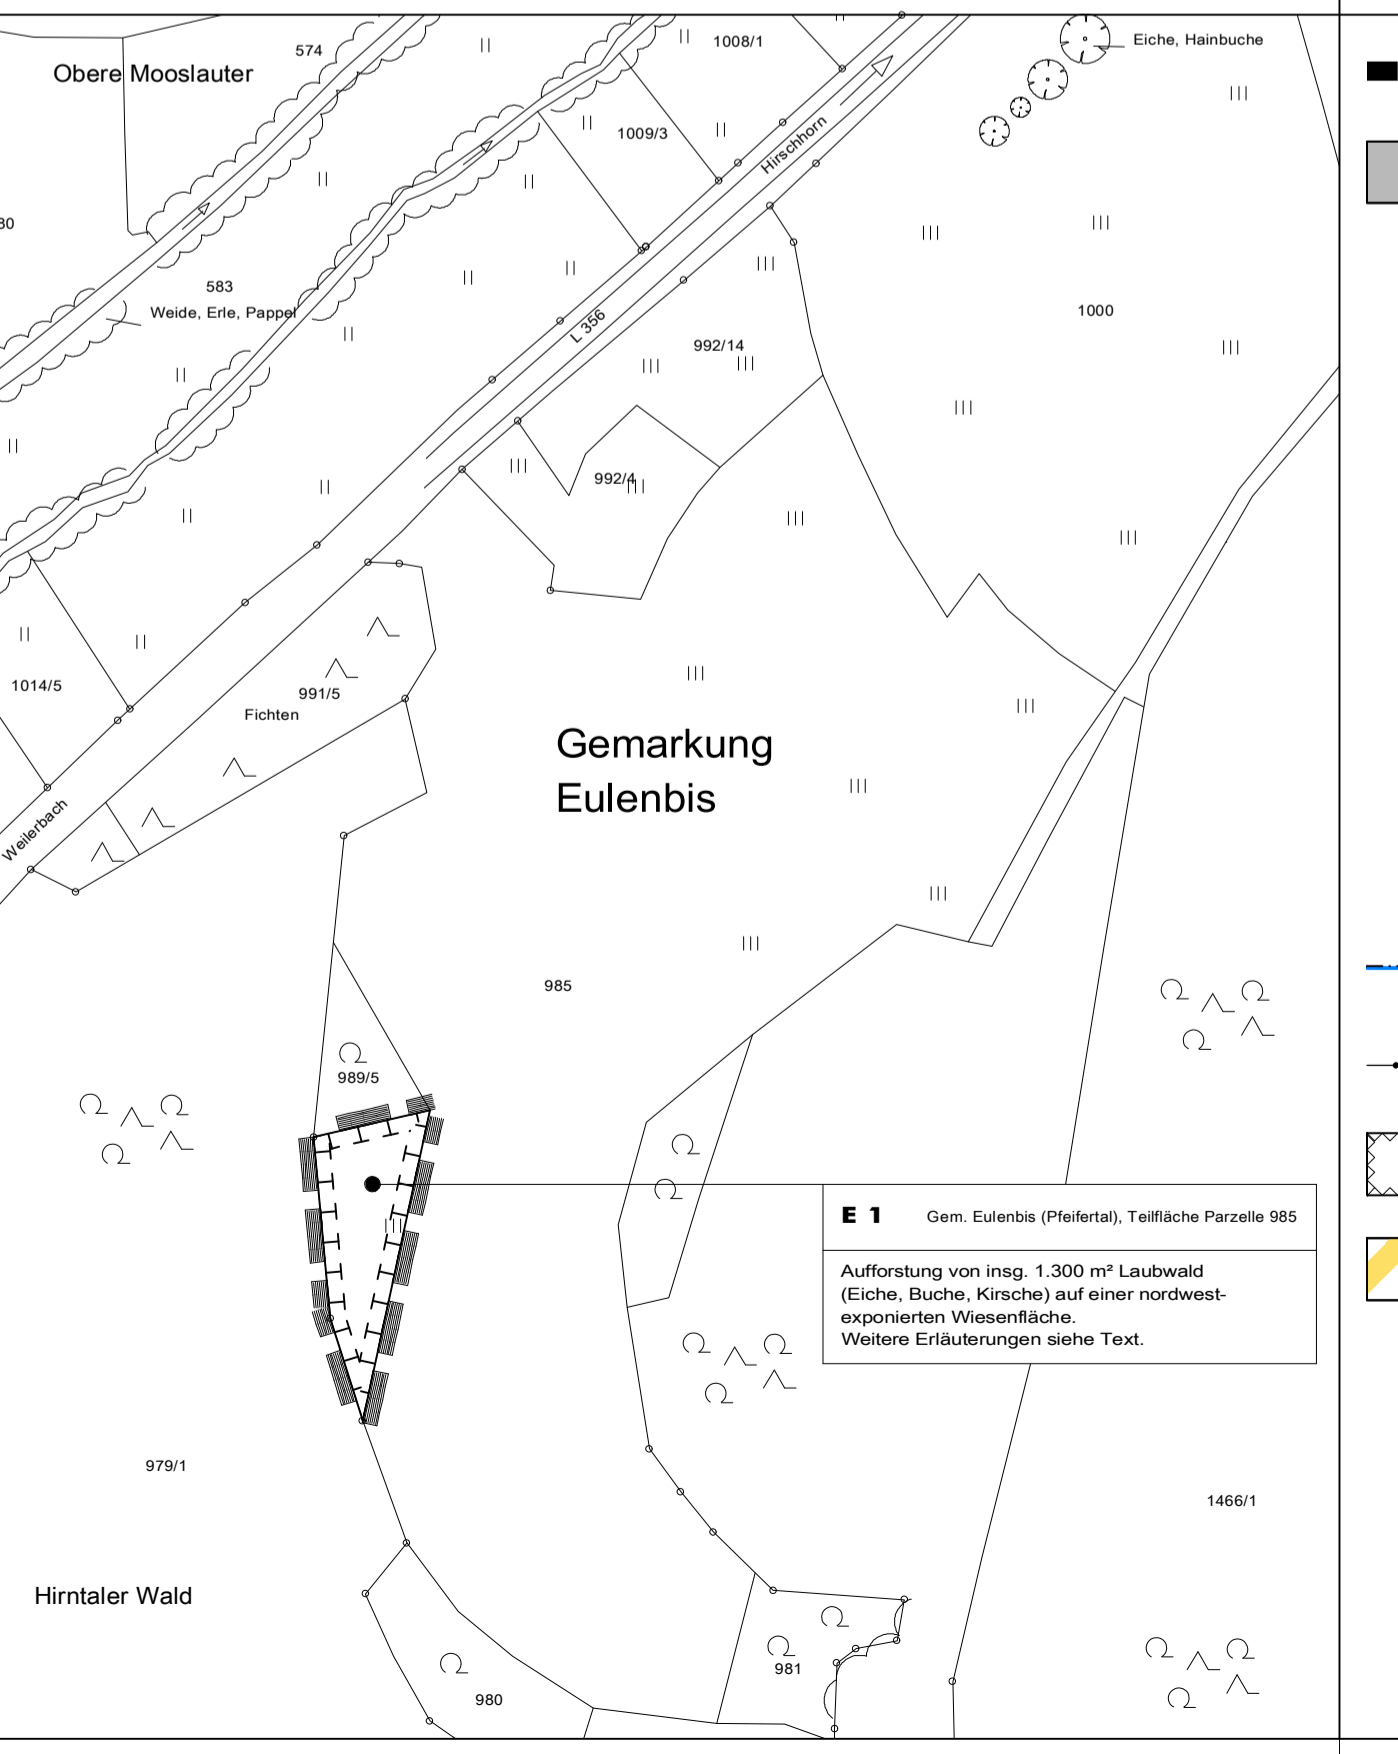 574
Obere Mooslauter
1008/1
Eiche, Hainbuche
1009/3
Hirschhorn
583
Weide, Erle, Pappel
1000
L 356
992/14
992/4
1014/5
991/5
Fichten
Gemarkung
Eulenbis
Weilerbach
985
989/5
E 1 Gem. Eulenbis (Pfeifertal), Teilfläche Parzelle 985
Aufforstung von insg. 1.300 m² Laubwald
(Eiche, Buche, Kirsche) auf einer nordwest-
exponierten Wiesenfläche.
Weitere Erläuterungen siehe Text.
979/1
1466/1
Hirntaler Wald
981
980